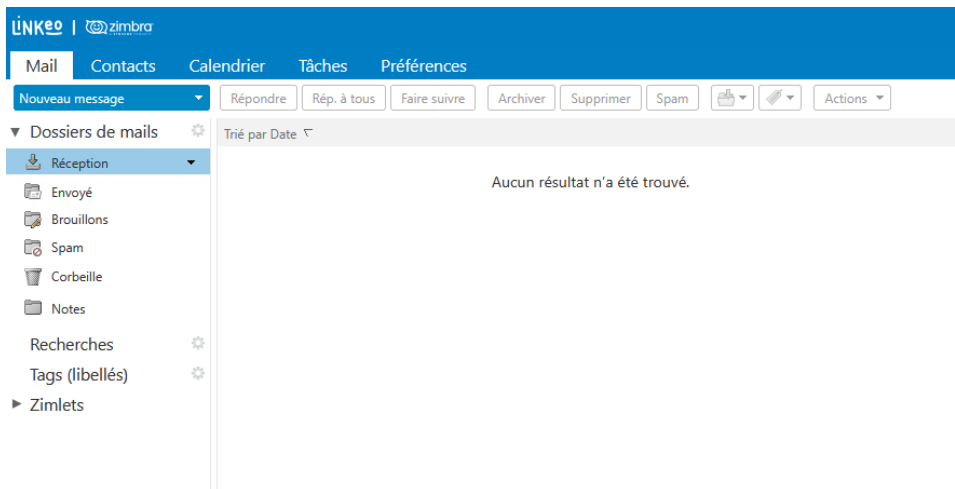 LiNKeo | zimbra
Mail Contacts Calendrier Tâches Préférences
Nouveau message Répondre Rép. à tous Faire suivre Archiver Supprimer Spam Actions
Dossiers de mails
Trié par Date
Réception
Aucun résultat n'a été trouvé.
Envoyé
Brouillons
Spam
Corbeille
Notes
Recherches
Tags (libellés)
Zimlets